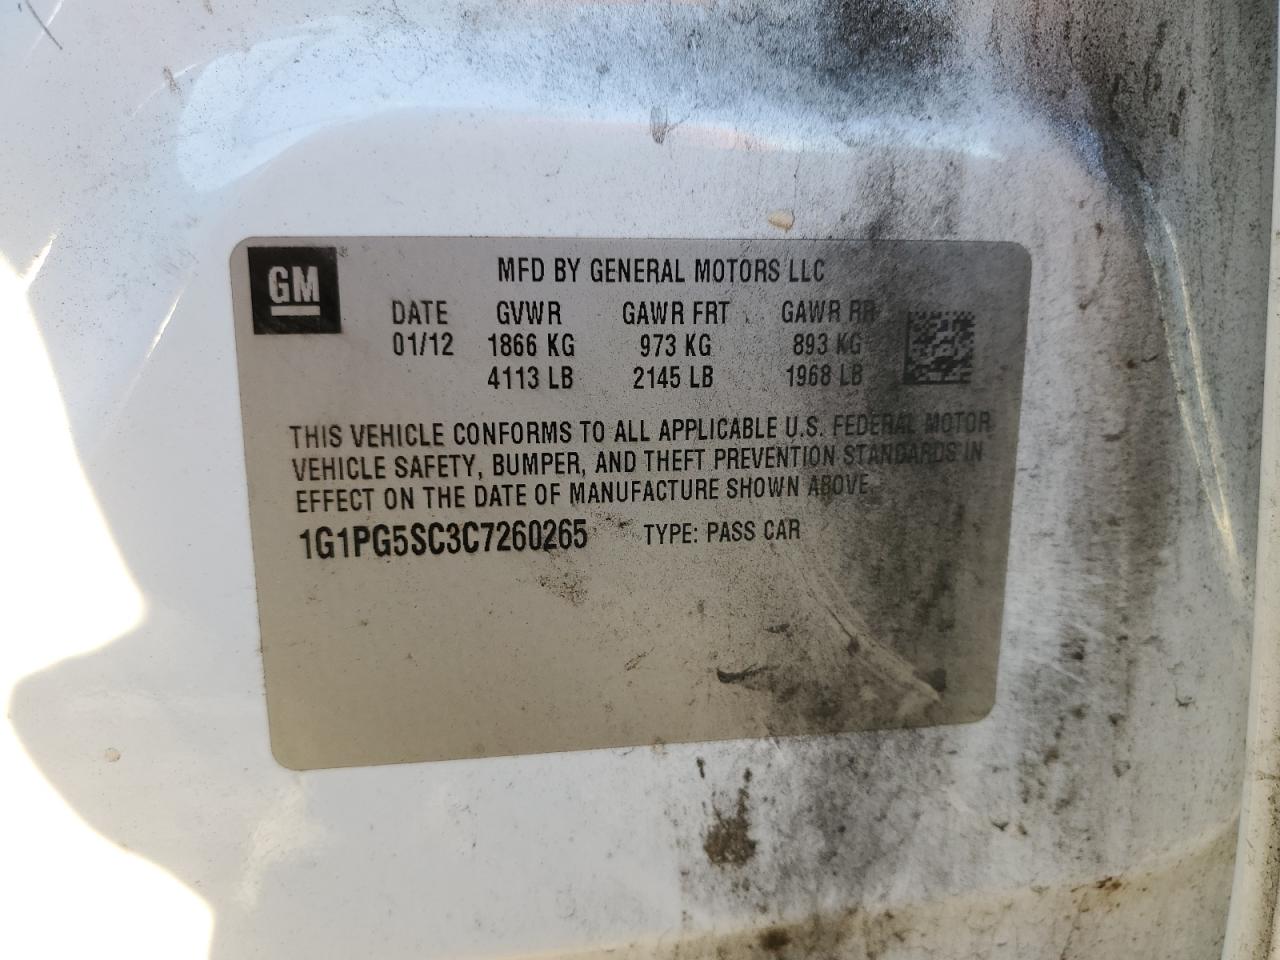 GM
MFD BY GENERAL MOTORS LLC
DATE GVWR GAWR FRT GAWR RR
01/12 1866 KG 973 KG 893 KG
4113 LB 2145 LB 1968 LB
THIS VEHICLE CONFORMS TO ALL APPLICABLE U.S. FEDERAL MOTOR
VEHICLE SAFETY, BUMPER, AND THEFT PREVENTION STANDARDS IN
EFFECT ON THE DATE OF MANUFACTURE SHOWN ABOVE.
1G1PG5SC3C7260265 TYPE: PASS CAR